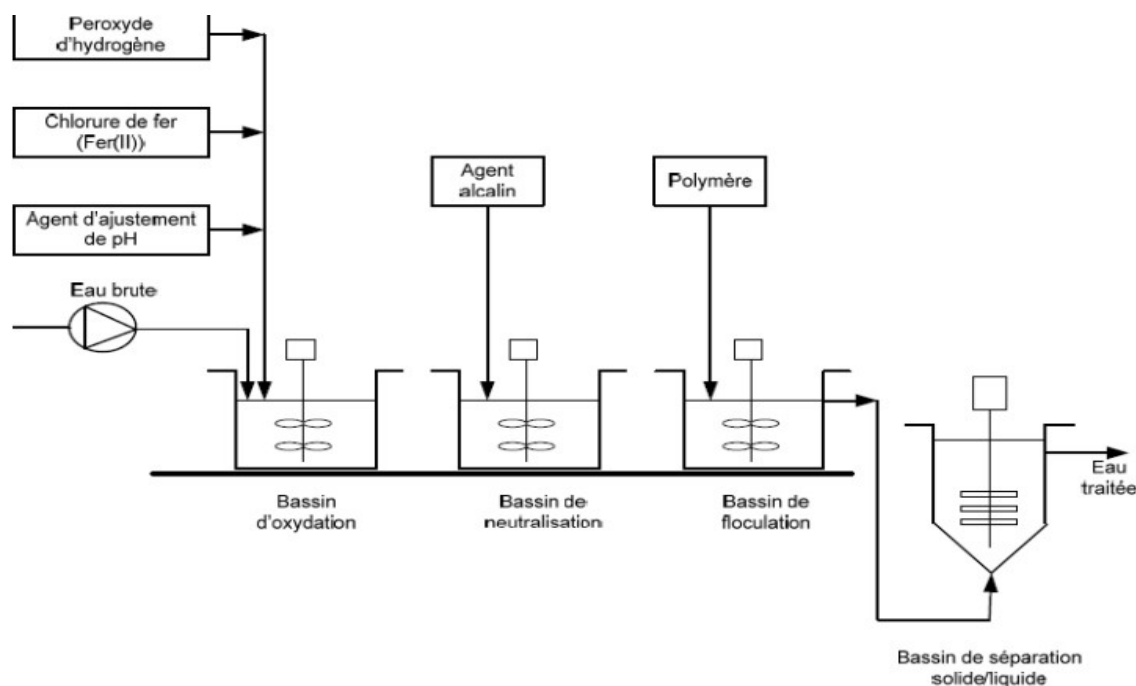 Peroxyde
d'hydrogène
Chlorure de fer
(Fer(II))
Agent d'ajustement
de pH
Eau brute
Agent
alcalin
Polymère
Bassin
d'oxydation
Bassin de
neutralisation
Bassin de
floculation
Eau
traitée
Bassin de séparation
solide/liquide